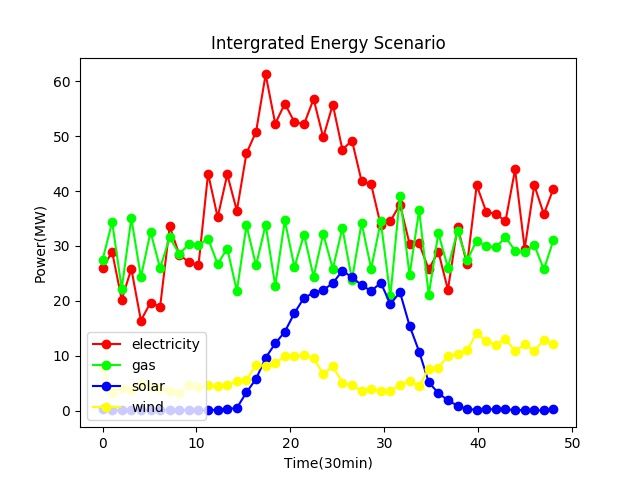 Intergrated Energy Scenario
Power(MW)
60
50
40
30
20
10
0
electricity
gas
solar
wind
0 10 20 30 40 50
Time(30min)